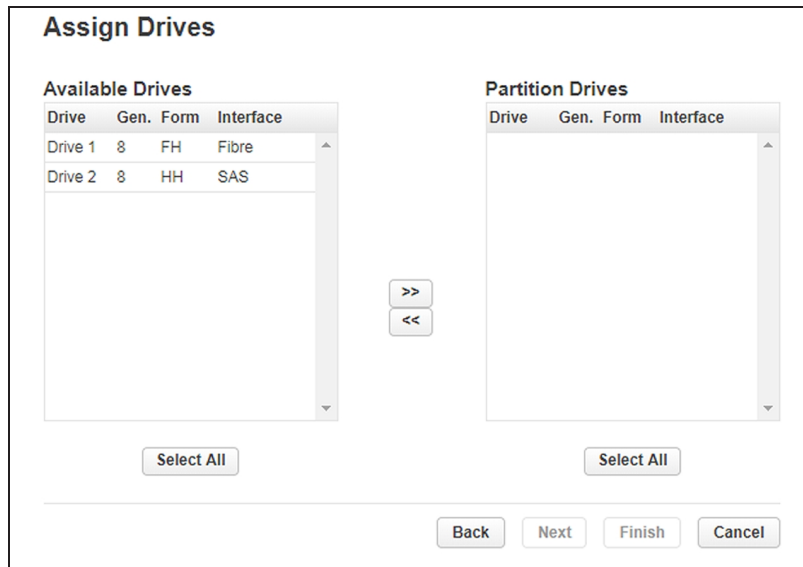 Assign Drives
Available Drives
Drive Gen. Form Interface
Drive 1 8 FH Fibre
Drive 2 8 HH SAS
Select All
>>
<<
Partition Drives
Drive Gen. Form Interface
Select All
Back Next Finish Cancel